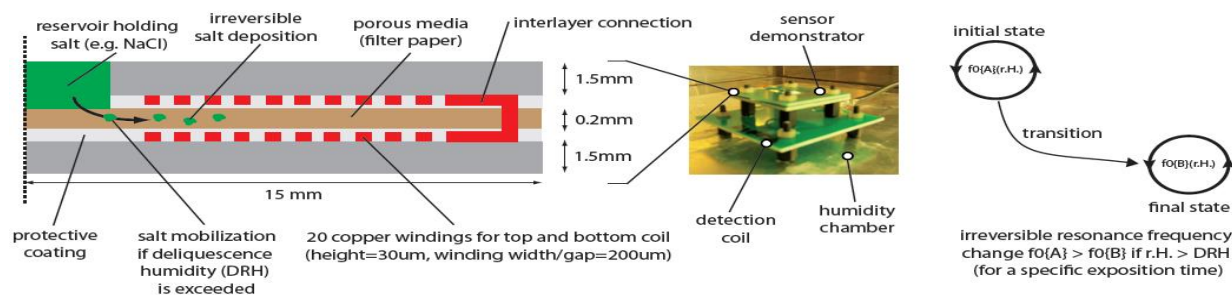 reservoir holding
salt (e.g. NaCl)
irreversible
salt deposition
porous media
(filter paper)
interlayer connection
sensor
demonstrator
1.5mm
0.2mm
1.5mm
15 mm
protective
coating
salt mobilization
if deliquescence
humidity (DRH)
is exceeded
20 copper windings for top and bottom coil
(height=30um, winding width/gap=200um)
detection
coil
humidity
chamber
initial state
f0{A}(r.H.)
transition
f0{B}(r.H.)
final state
irreversible resonance frequency
change f0{A} > f0{B} if r.H. > DRH
(for a specific exposition time)